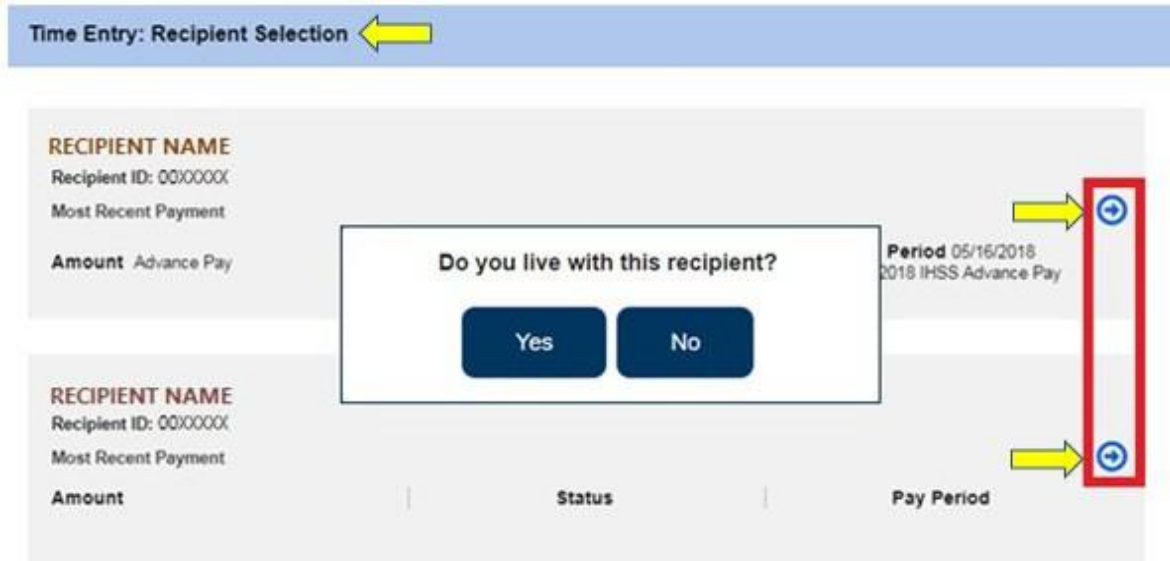 Time Entry: Recipient Selection
RECIPIENT NAME
Recipient ID: 00XXXXX
Most Recent Payment
Amount Advance Pay
Period 05/16/2018
2018 IHSS Advance Pay
Do you live with this recipient?
Yes No
RECIPIENT NAME
Recipient ID: 00XXXXX
Most Recent Payment
Amount Status Pay Period